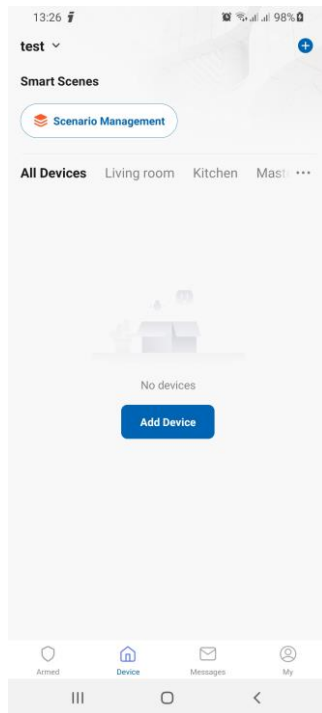 13:26 98%
test
Smart Scenes
Scenario Management
All Devices Living room Kitchen Mast
No devices
Add Device
Armed Device Messages My